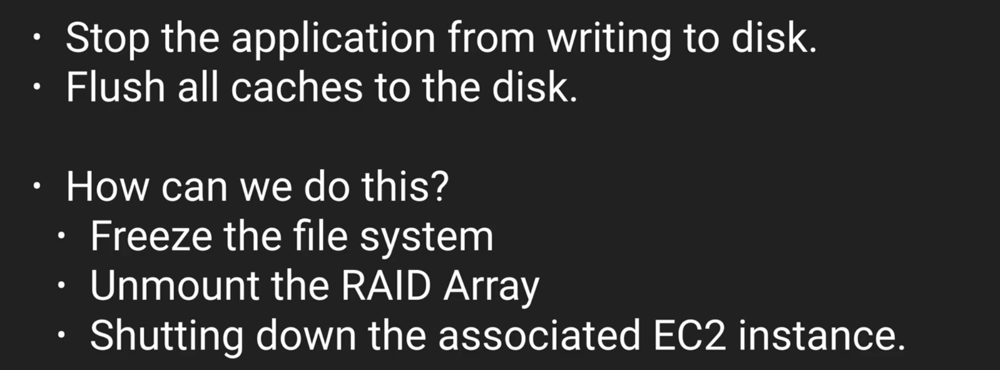 • Stop the application from writing to disk.
• Flush all caches to the disk.
• How can we do this?
• Freeze the file system
• Unmount the RAID Array
• Shutting down the associated EC2 instance.